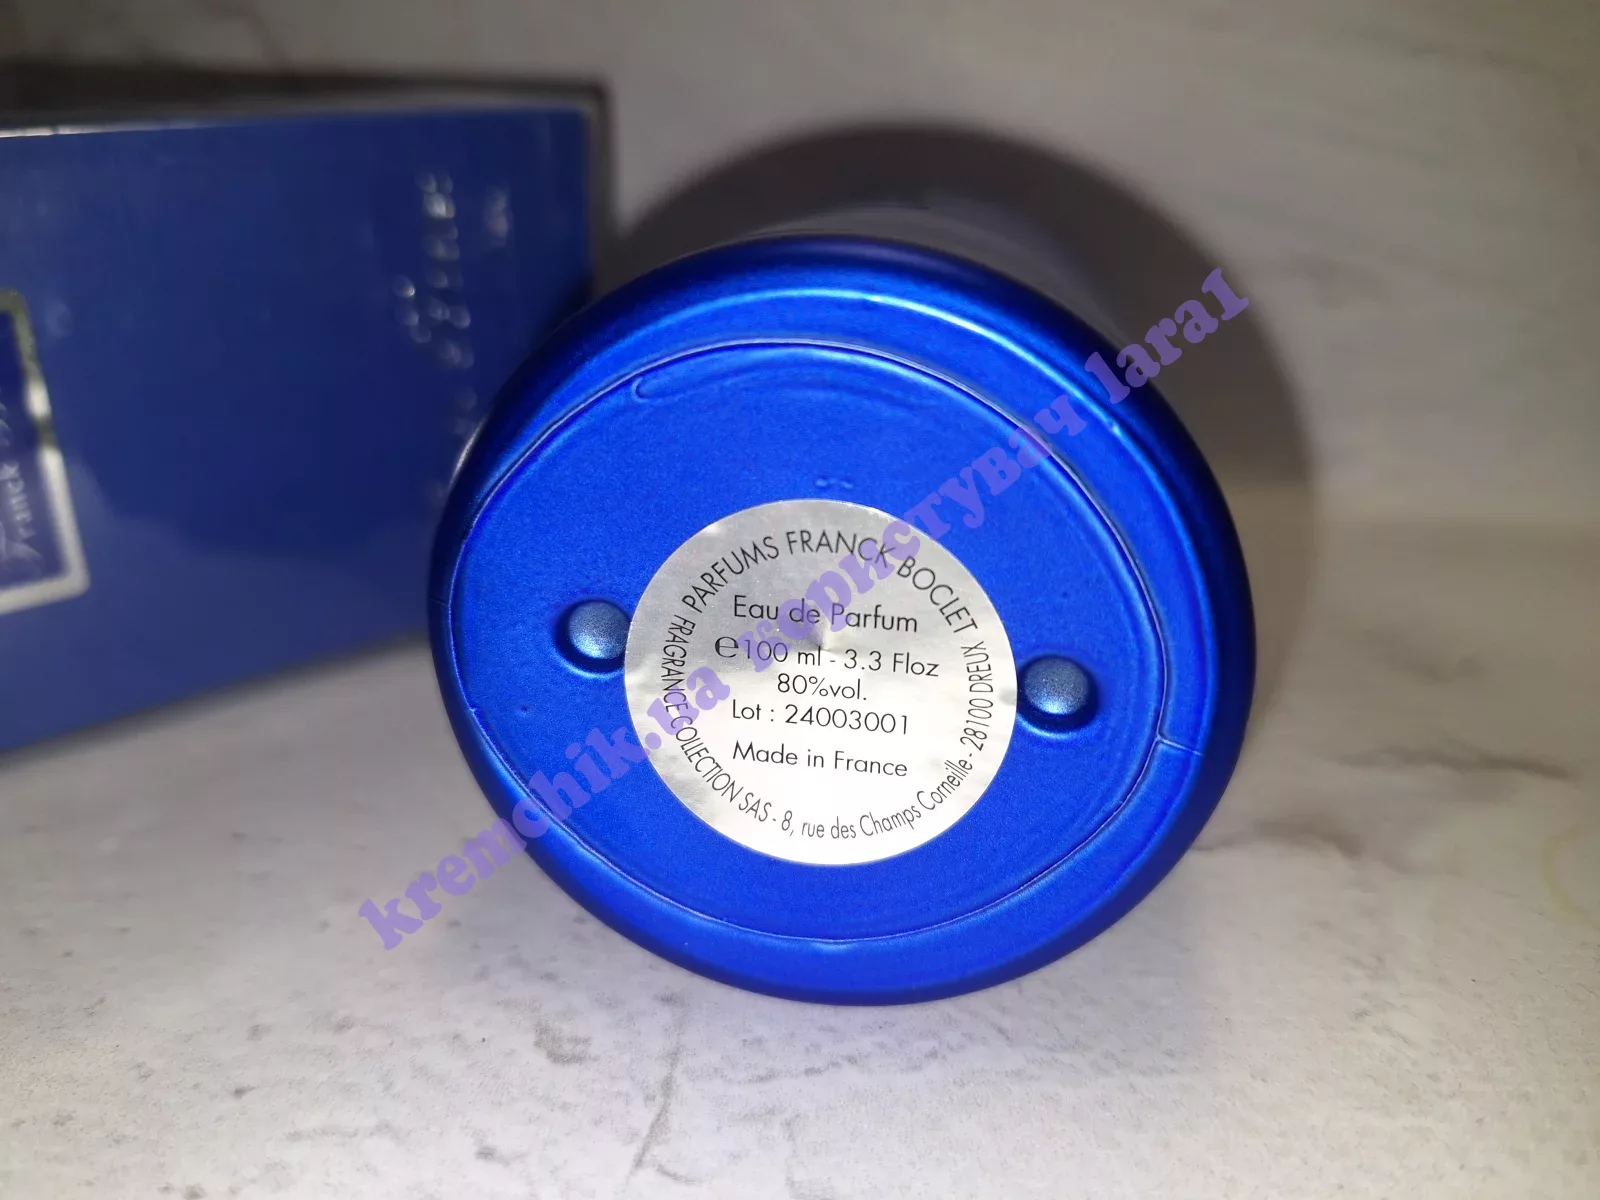 PARFUMS FRANCK BOCLET
Eau de Parfum
℮100 ml - 3.3 Floz
80%vol.
Lot : 24003001
Made in France
FRAGRANCE COLLECTION SAS - 8, rue des Champs Corneille - 28100 DREUX
kremchik.ua користувач lara1
Franck